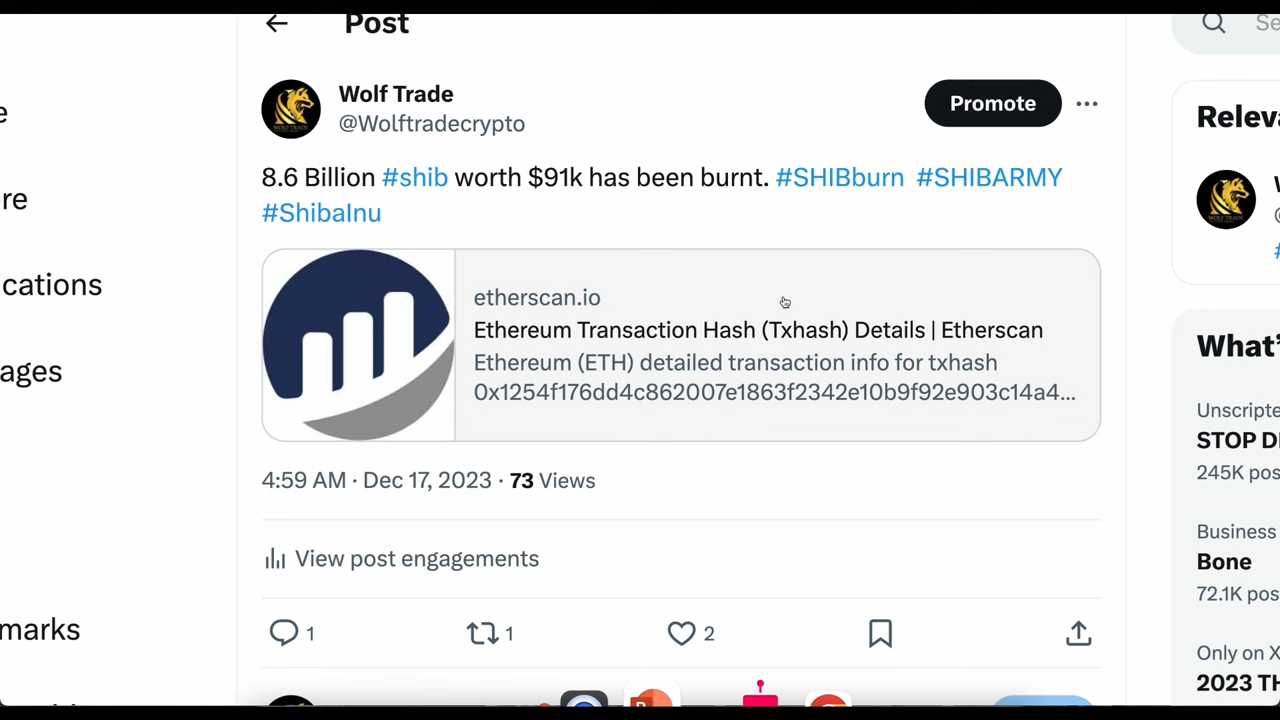 Post
Wolf Trade
@Wolftradecrypto
Promote
8.6 Billion #shib worth $91k has been burnt. #SHIBburn #SHIBARMY
#ShibaInu
etherscan.io
Ethereum Transaction Hash (Txhash) Details | Etherscan
Ethereum (ETH) detailed transaction info for txhash
0x1254f176dd4c862007e1863f2342e10b9f92e903c14a4...
4:59 AM · Dec 17, 2023 · 73 Views
View post engagements
1
1
2
e
re
cations
ages
marks
Se
Releva
What'
Unscripte
STOP D
245K pos
Business
Bone
72.1K pos
Only on X
2023 TH